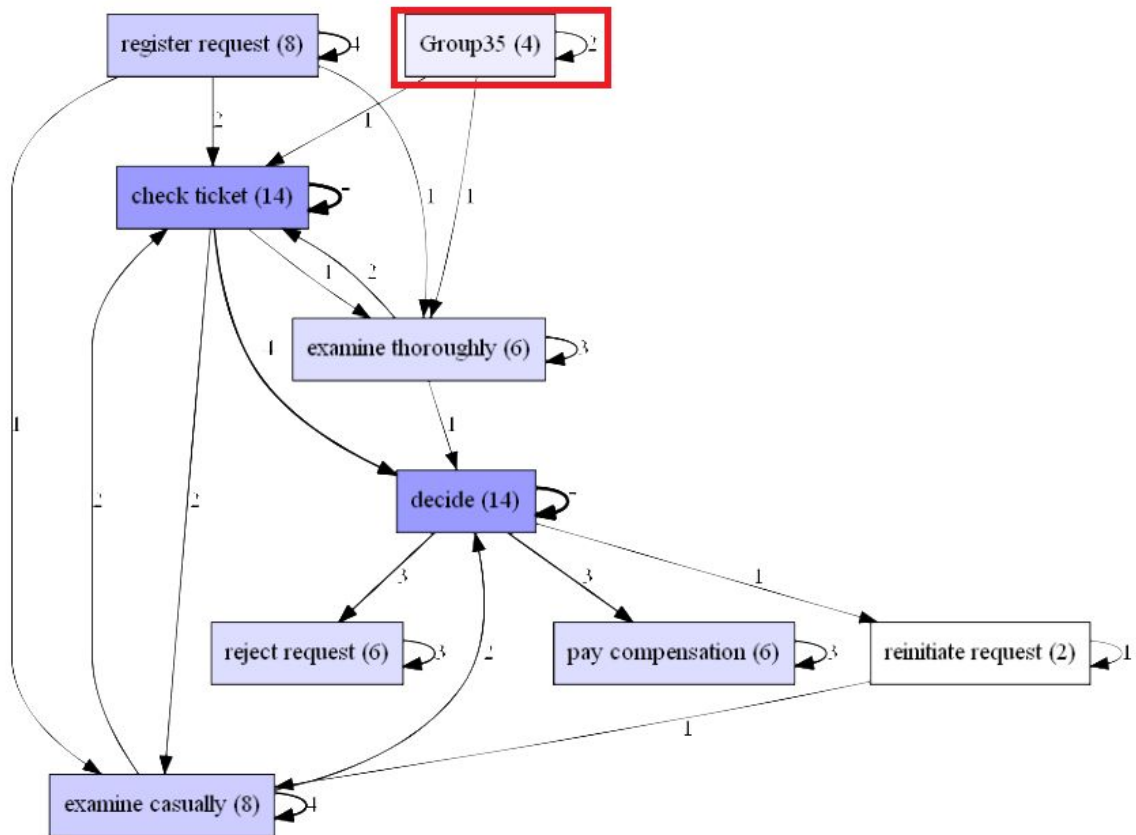 register request (8)
4
Group35 (4)
2
2
1
check ticket (14)
1
1
1
2
examine thoroughly (6)
3
4
1
1
decide (14)
2
2
3
3
1
2
reject request (6)
3
pay compensation (6)
3
reinitiate request (2)
1
1
examine casually (8)
4